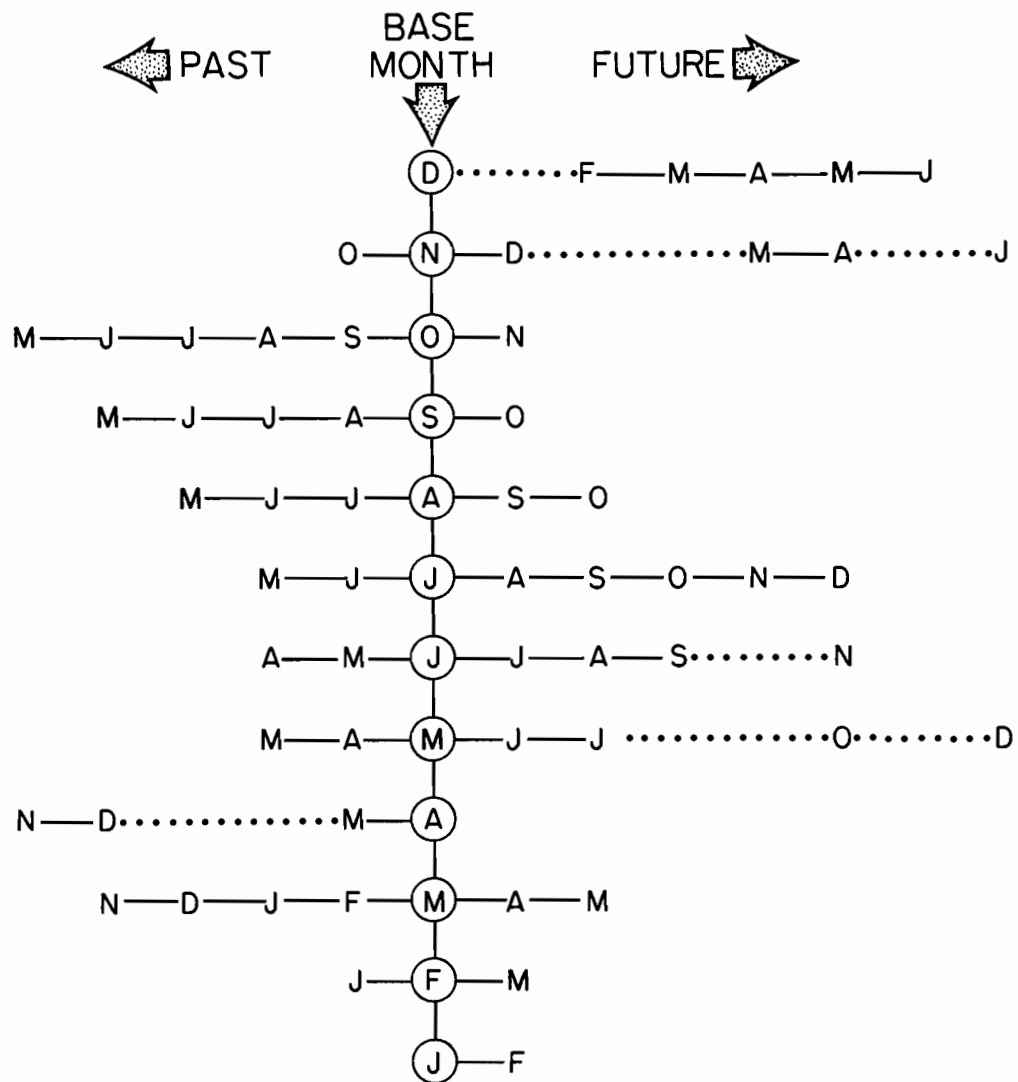 PAST BASE MONTH FUTURE
D F M A M J
O N D M A J
M J J A S O N
M J J A S O
M J J A S O
M J J A S O N D
A M J J A S N
M A M J J O D
N D M A
N D J F M A M
J F M
J F